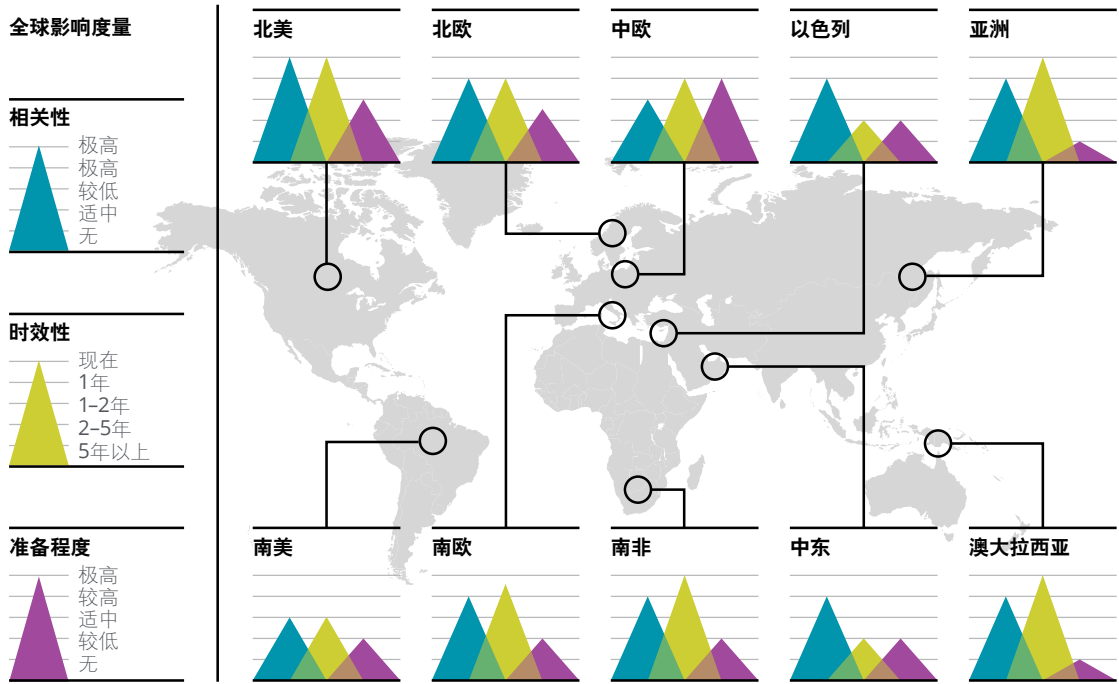 全球影响度量
相关性
极高
极高
较低
适中
无
时效性
现在
1年
1–2年
2–5年
5年以上
准备程度
极高
较高
适中
较低
无
北美
北欧
中欧
以色列
亚洲
南美
南欧
南非
中东
澳大拉西亚